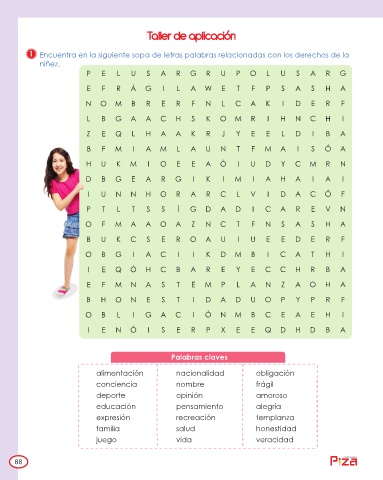 Taller de aplicación
1 Encuentra en la siguiente sopa de letras palabras relacionadas con los derechos de la
niñez.
P E L U S A R G R U P O L U S A R G
E F R Á G I L A W E T F P S A S H A
N O M B R E R F N L C A K I D E R F
L B G A A C H S K O M R I H N C H I
Z E Q L H A A K R J Y E E L D I B A
B F M I A M L A U N T F M A I S Ó A
H U K M I O E E A Ó I U D Y C M R N
D B G E A R G I K I M I A H A I A I
I U N N H O R A R C L V I D A C Ó F
P T L T S S Í G D A D I C A R E V N
O F M A A O A Z N C T F N S A S H A
B U K C S E R O A U I U E E D E R F
O B G I A C I I K D M B I C A T H I
I E Q Ó H C B A R E Y E C C H R B A
E F M N A S T E M P L A N Z A O H A
B H O N E S T I D A D U O P Y P R F
O B L I G A C I Ó N M B C E A E H I
I E N Ó I S E R P X E E Q D H D B A
Palabras claves
alimentación nacionalidad obligación
conciencia nombre frágil
deporte opinión amoroso
educación pensamiento alegría
expresión recreación templanza
familia salud honestidad
juego vida veracidad
88